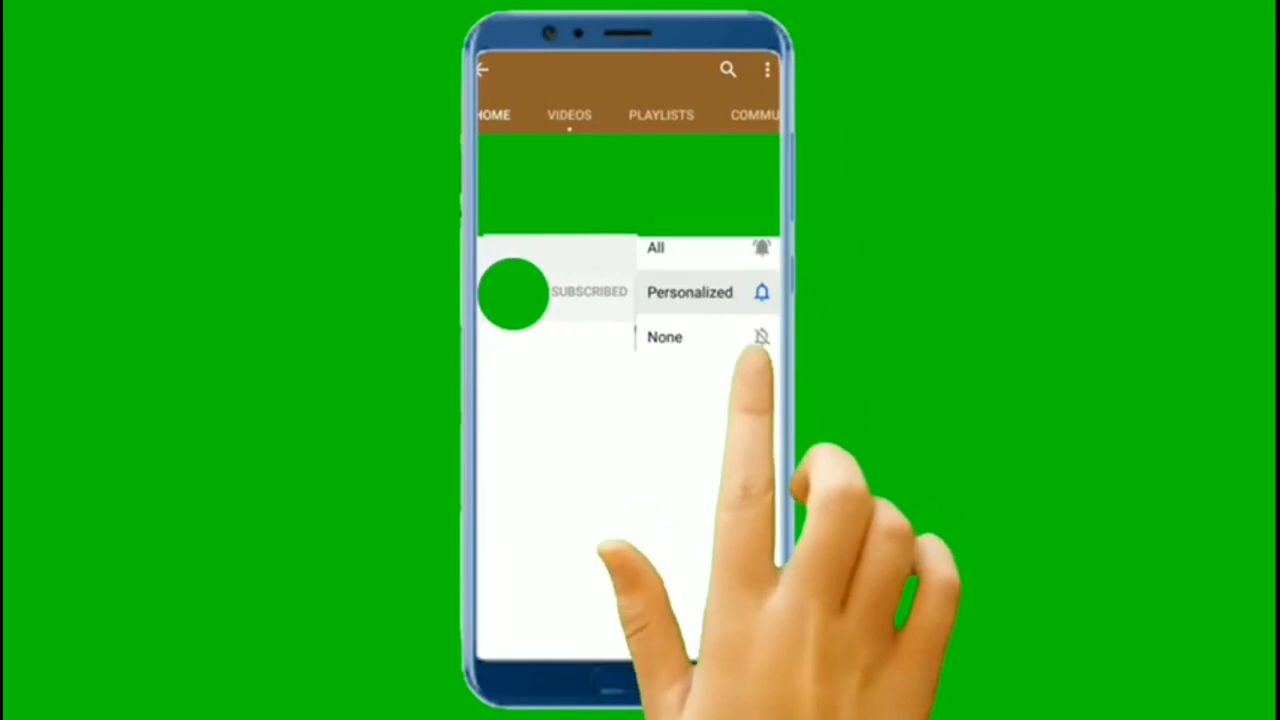 HOME VIDEOS PLAYLISTS COMMU
All
SUBSCRIBED
Personalized
None